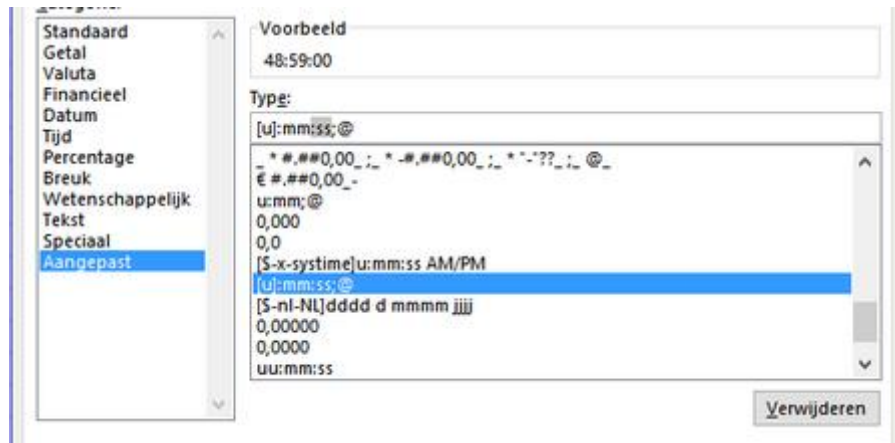 Standaard
Getal
Valuta
Financieel
Datum
Tijd
Percentage
Breuk
Wetenschappelijk
Tekst
Speciaal
Aangepast
Voorbeeld
48:59:00
Type:
[u]:mm:ss;@
_ * #.##0,00_ ;_ * -#.##0,00_ ;_ * "-"??_ ;_ @_
€ #.##0,00_-
u:mm;@
0,000
0,0
[$-x-systime]u:mm:ss AM/PM
[u]:mm:ss;@
[$-nl-NL]dddd d mmmm jjjj
0,00000
0,0000
uu:mm:ss
Verwijderen